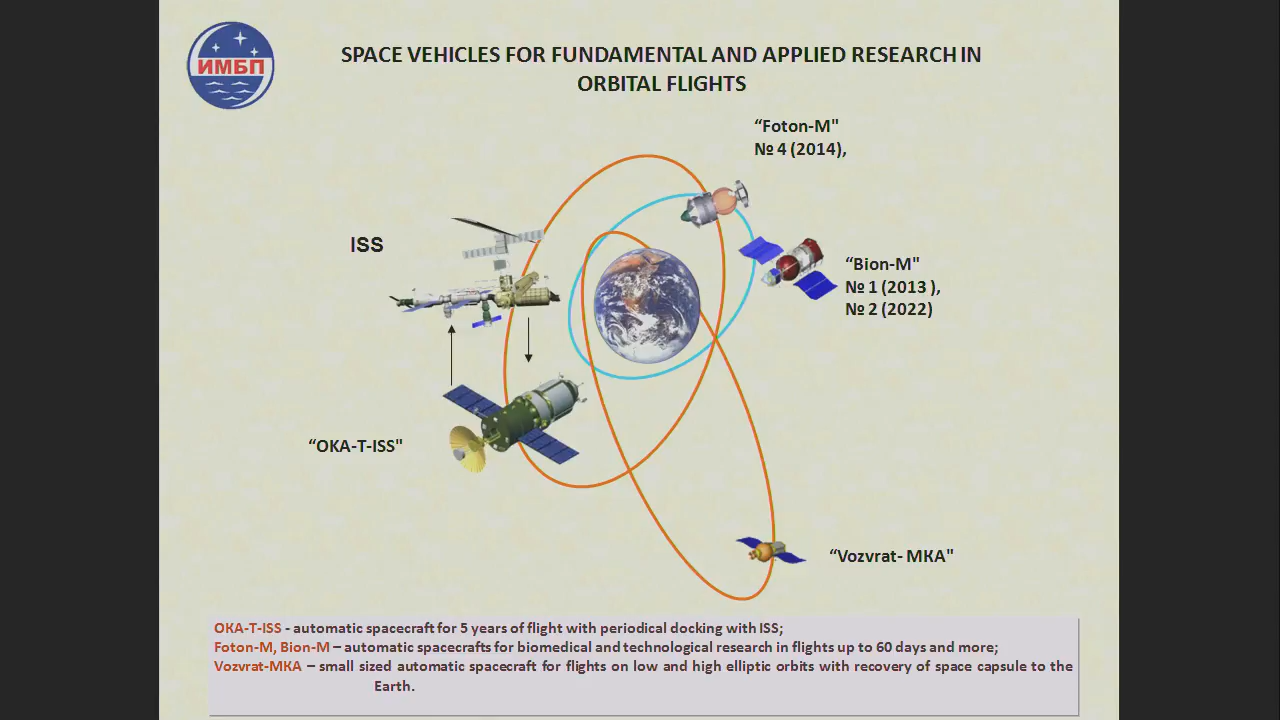 ИМБП
SPACE VEHICLES FOR FUNDAMENTAL AND APPLIED RESEARCH IN
ORBITAL FLIGHTS
“Foton-M"
№ 4 (2014),
ISS
“Bion-M"
№ 1 (2013 ),
№ 2 (2022)
“OKA-T-ISS"
“Vozvrat- MKA"
OKA-T-ISS - automatic spacecraft for 5 years of flight with periodical docking with ISS;
Foton-M, Bion-M – automatic spacecrafts for biomedical and technological research in flights up to 60 days and more;
Vozvrat-MKA – small sized automatic spacecraft for flights on low and high elliptic orbits with recovery of space capsule to the
Earth.